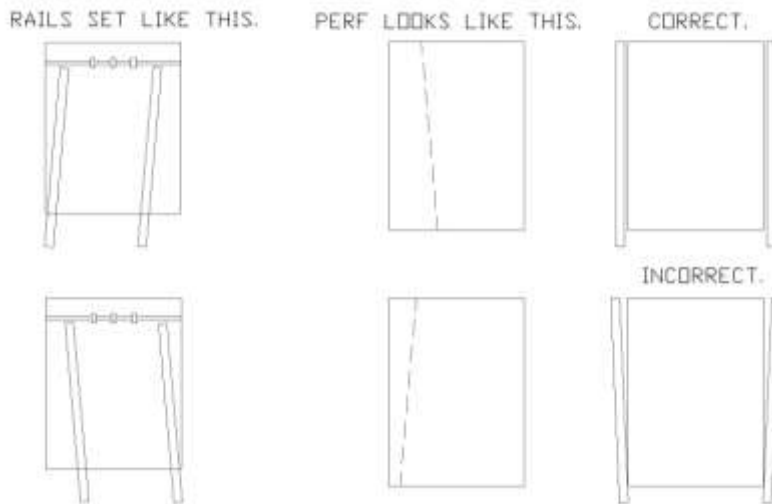 RAILS SET LIKE THIS.
PERF LOOKS LIKE THIS.
CORRECT.
INCORRECT.